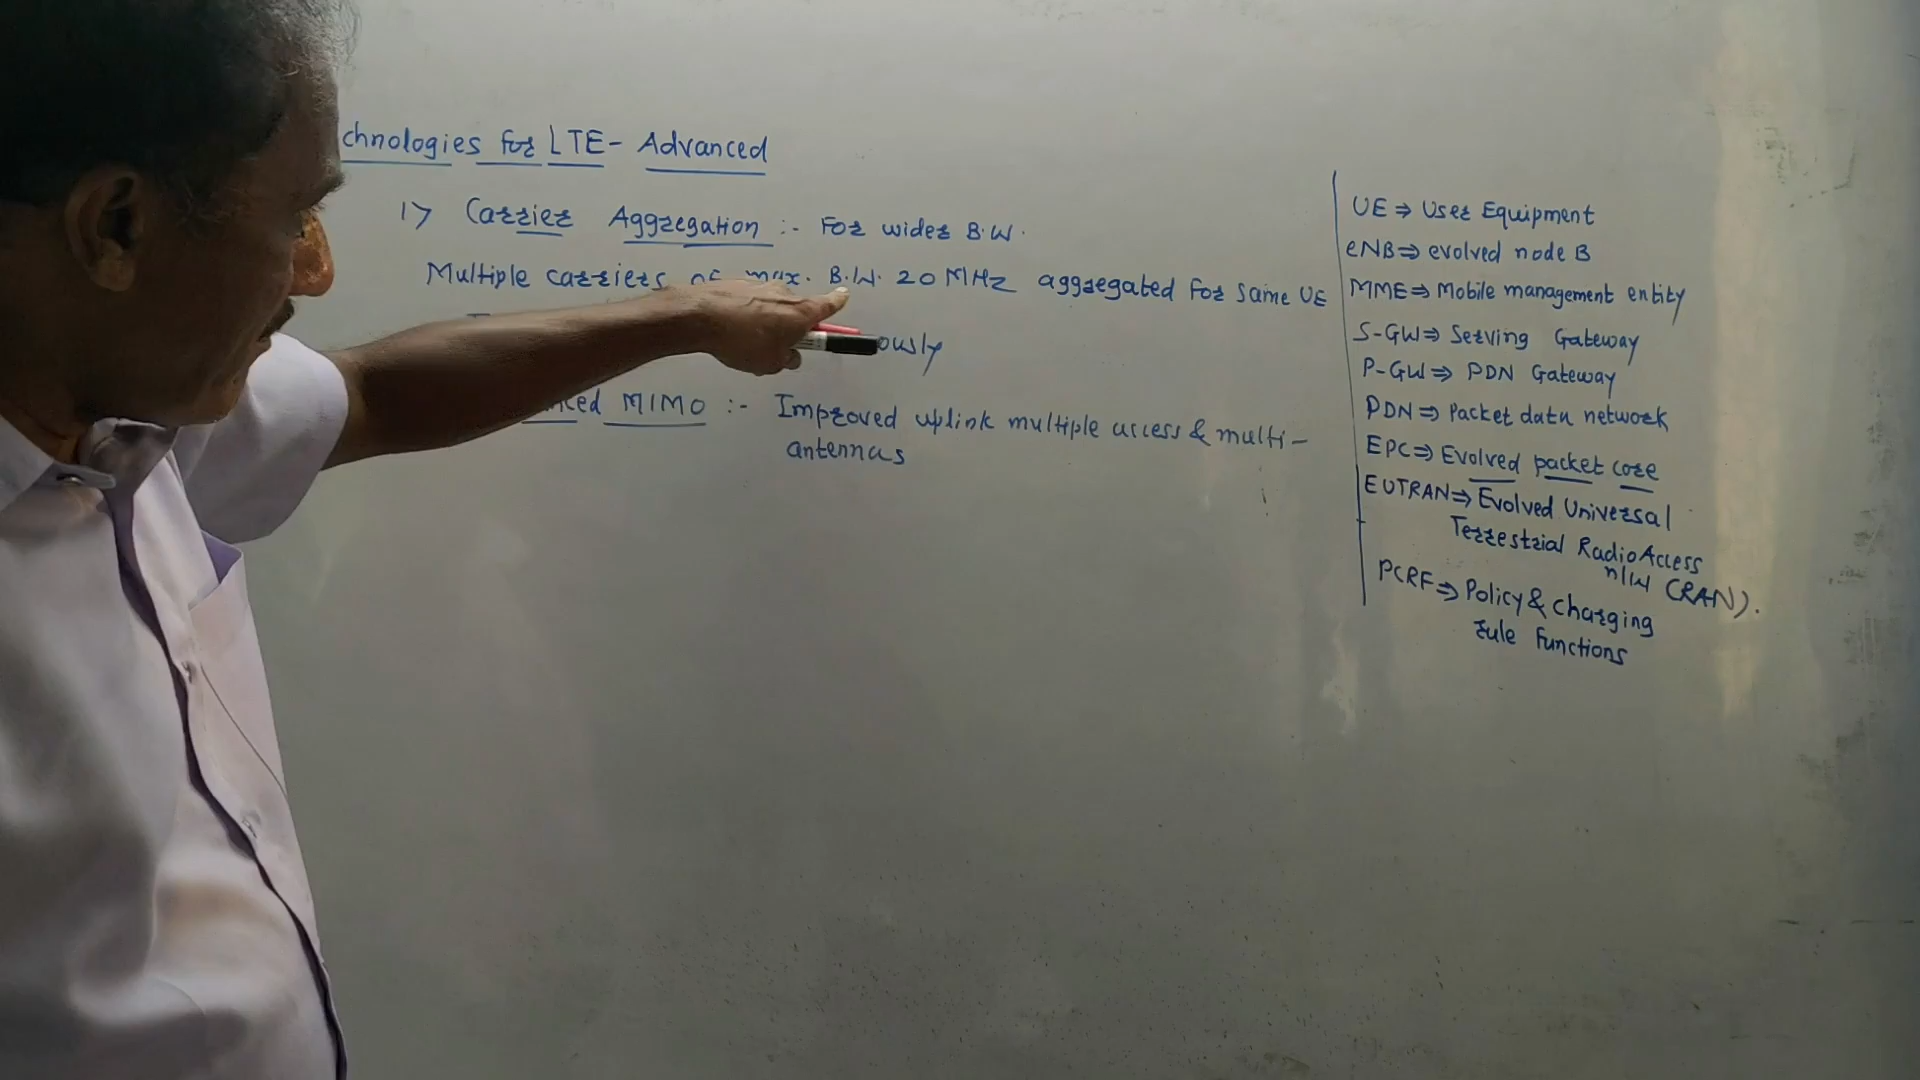 chnologies for LTE- Advanced
1> Carrier Aggregation :- For wider B.W.
Multiple carriers of max. B.W. 20 MHz aggregated for same UE
ously
nced MIMO :- Improved uplink multiple access & multi-
antennas
UE ⇒ User Equipment
eNB ⇒ evolved node B
MME ⇒ Mobile management entity
S-GW ⇒ Serving Gateway
P-GW ⇒ PDN Gateway
PDN ⇒ Packet data network
EPC ⇒ Evolved packet core
EUTRAN ⇒ Evolved Universal
Terrestrial Radio Access
n/w (RAN).
PCRF ⇒ Policy & charging
rule functions